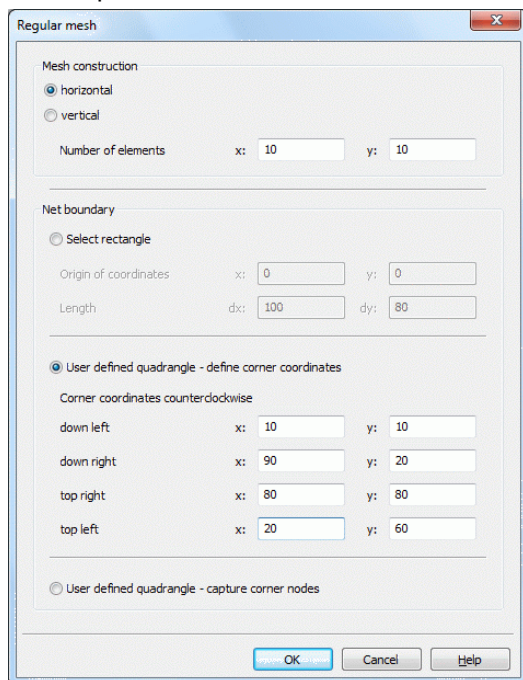 Regular mesh
Mesh construction
horizontal
vertical
Number of elements x: 10 y: 10
Net boundary
Select rectangle
Origin of coordinates x: 0 y: 0
Length dx: 100 dy: 80
User defined quadrangle - define corner coordinates
Corner coordinates counterclockwise
down left x: 10 y: 10
down right x: 90 y: 20
top right x: 80 y: 80
top left x: 20 y: 60
User defined quadrangle - capture corner nodes
OK Cancel Help